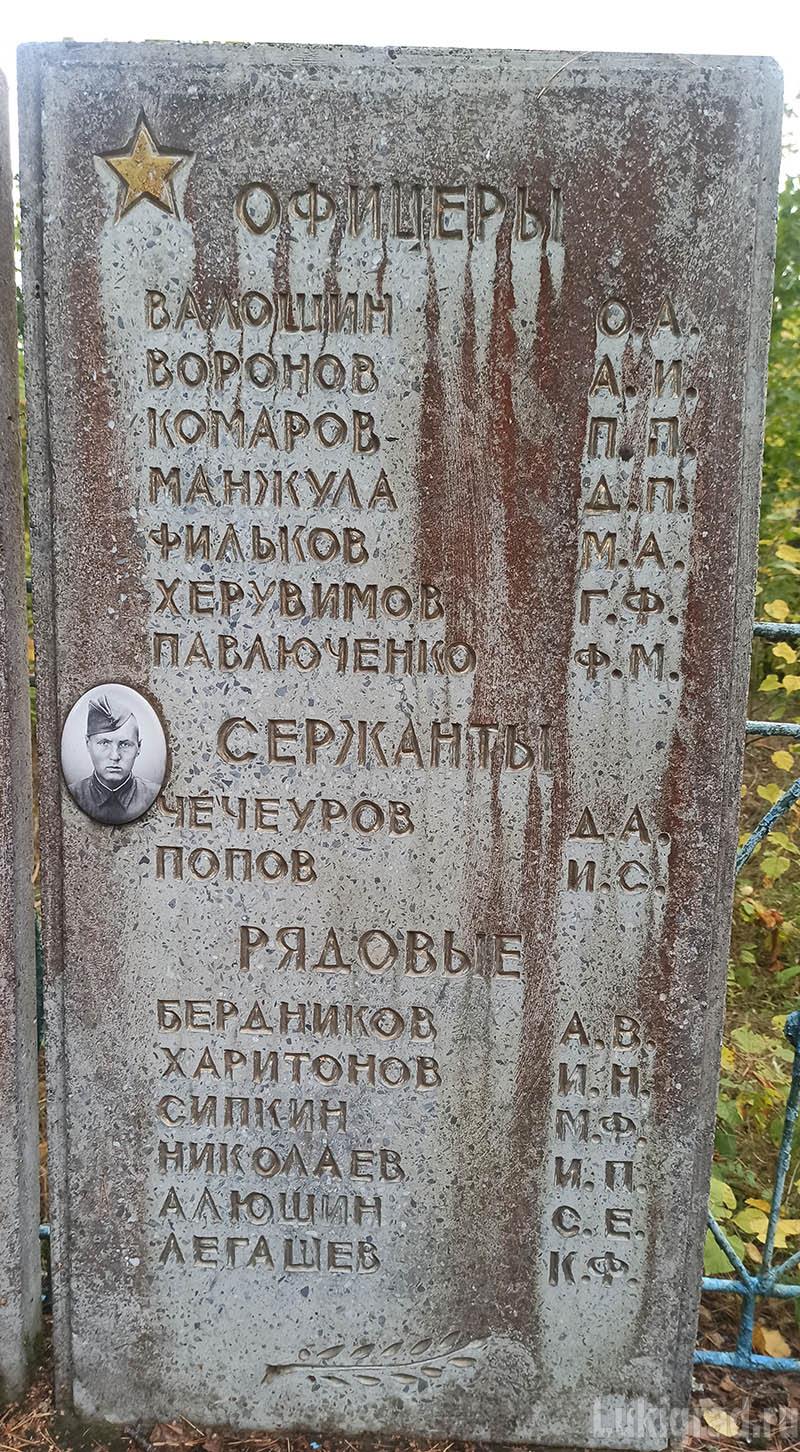 ОФИЦЕРЫ
ВАЛОШИН О.А.
ВОРОНОВ А.И.
КОМАРОВ П.П.
МАНЖУЛА Д.П.
ФИЛЬКОВ М.А.
ХЕРУВИМОВ Г.Ф.
ПАВЛЮЧЕНКО Ф.М.
СЕРЖАНТЫ
ЧЕЧЕУРОВ Д.А.
ПОПОВ И.С.
РЯДОВЫЕ
БЕРДНИКОВ А.В.
ХАРИТОНОВ И.Н.
СИПКИН М.Ф.
НИКОЛАЕВ И.П.
АЛЮШИН С.Е.
ЛЕГАШЕВ К.Ф.
Lukigrad.ru